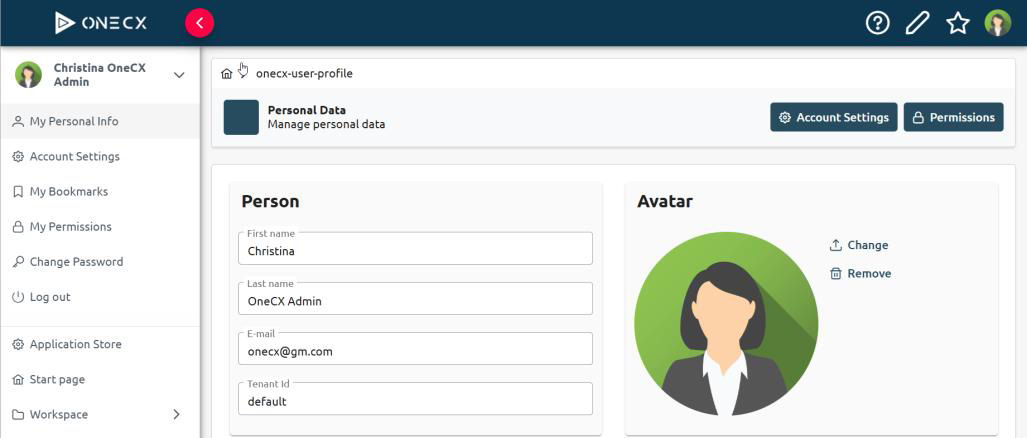 ONECX
Christina OneCX
Admin
My Personal Info
Account Settings
My Bookmarks
My Permissions
Change Password
Log out
Application Store
Start page
Workspace
onecx-user-profile
Personal Data
Manage personal data
Account Settings
Permissions
Person
First name
Christina
Last name
OneCX Admin
E-mail
onecx@gm.com
Tenant Id
default
Avatar
Change
Remove